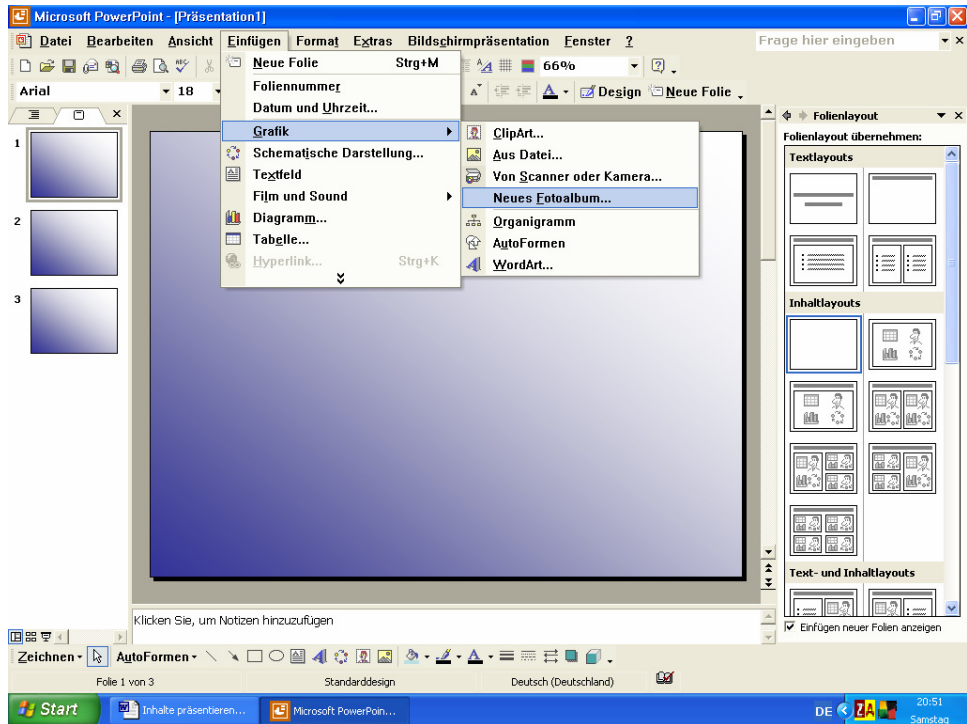 Microsoft PowerPoint - [Präsentation1]
Datei Bearbeiten Ansicht Einfügen Format Extras Bildschirmpräsentation Fenster ? Frage hier eingeben
66%
Arial 18 Design Neue Folie
Neue Folie Strg+M
Foliennummer
Datum und Uhrzeit...
Grafik
Schematische Darstellung...
Textfeld
Film und Sound
Diagramm...
Tabelle...
Hyperlink... Strg+K
ClipArt...
Aus Datei...
Von Scanner oder Kamera...
Neues Fotoalbum...
Organigramm
AutoFormen
WordArt...
1
2
3
Folienlayout
Folienlayout übernehmen:
Textlayouts
Inhaltlayouts
Text- und Inhaltlayouts
Einfügen neuer Folien anzeigen
Klicken Sie, um Notizen hinzuzufügen
Zeichnen AutoFormen
Folie 1 von 3 Standarddesign Deutsch (Deutschland)
Start Inhalte präsentieren... Microsoft PowerPoin... DE ZA 20:51
Samstag